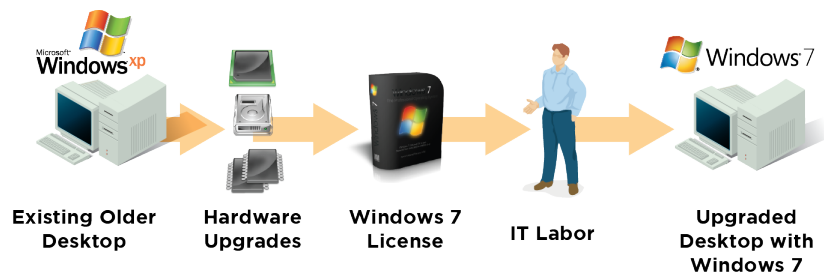 Microsoft®
Windows xp
Windows® 7
7
Existing Older
Desktop
Hardware
Upgrades
Windows 7
License
IT Labor
Upgraded
Desktop with
Windows 7